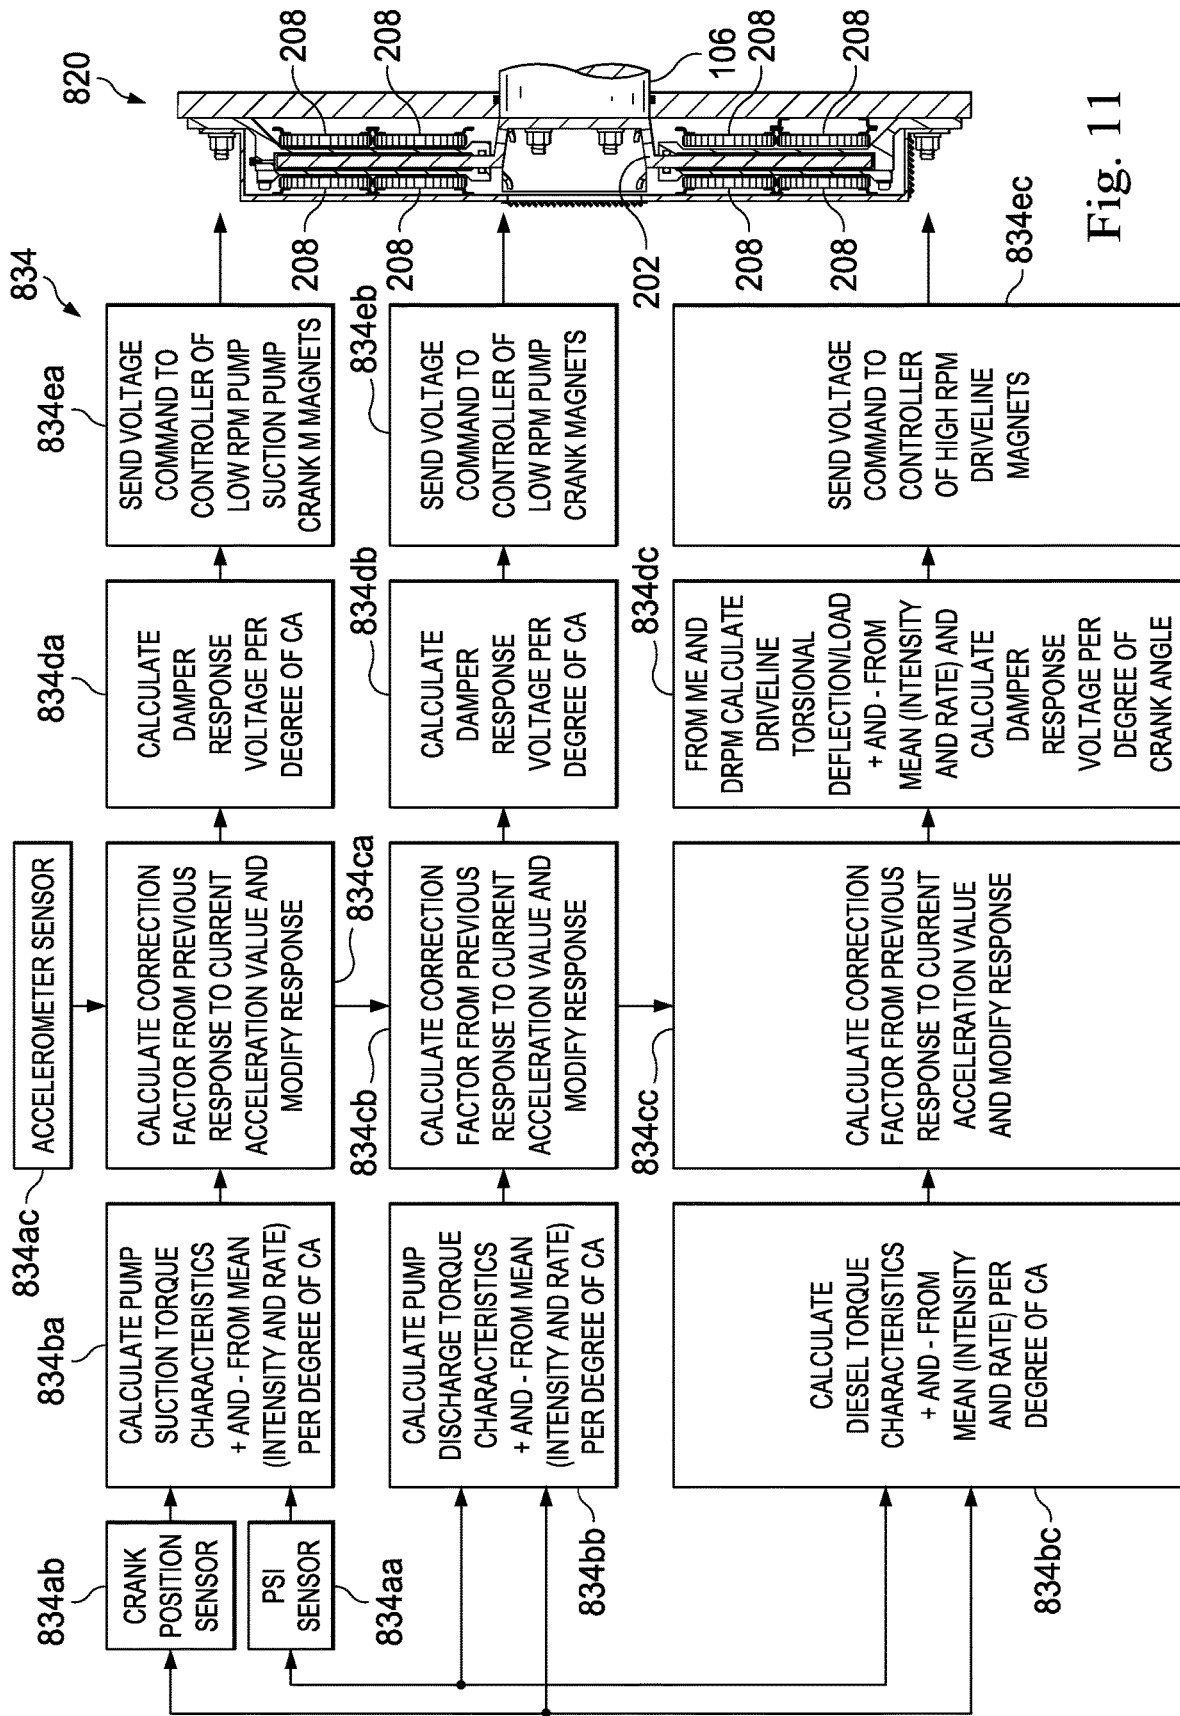 834ab
CRANK
POSITION
SENSOR
PSI
SENSOR
834aa
834ac
ACCELEROMETER SENSOR
834ba
CALCULATE PUMP
SUCTION TORQUE
CHARACTERISTICS
+ AND - FROM MEAN
(INTENSITY AND RATE)
PER DEGREE OF CA
CALCULATE CORRECTION
FACTOR FROM PREVIOUS
RESPONSE TO CURRENT
ACCELERATION VALUE AND
MODIFY RESPONSE
834ca
834da
CALCULATE
DAMPER
RESPONSE
VOLTAGE PER
DEGREE OF CA
834ea
SEND VOLTAGE
COMMAND TO
CONTROLLER OF
LOW RPM PUMP
SUCTION PUMP
CRANK M MAGNETS
834
CALCULATE PUMP
DISCHARGE TORQUE
CHARACTERISTICS
+ AND - FROM MEAN
(INTENSITY AND RATE)
PER DEGREE OF CA
834bb
834cb
CALCULATE CORRECTION
FACTOR FROM PREVIOUS
RESPONSE TO CURRENT
ACCELERATION VALUE AND
MODIFY RESPONSE
834db
CALCULATE
DAMPER
RESPONSE
VOLTAGE PER
DEGREE OF CA
834eb
SEND VOLTAGE
COMMAND TO
CONTROLLER OF
LOW RPM PUMP
CRANK MAGNETS
CALCULATE
DIESEL TORQUE
CHARACTERISTICS
+ AND - FROM
MEAN (INTENSITY
AND RATE) PER
DEGREE OF CA
834bc
834cc
CALCULATE CORRECTION
FACTOR FROM PREVIOUS
RESPONSE TO CURRENT
ACCELERATION VALUE
AND MODIFY RESPONSE
834dc
FROM ME AND
DRPM CALCULATE
DRIVELINE
TORSIONAL
DEFLECTION/LOAD
+ AND - FROM
MEAN (INTENSITY
AND RATE) AND
CALCULATE
DAMPER
RESPONSE
VOLTAGE PER
DEGREE OF
CRANK ANGLE
SEND VOLTAGE
COMMAND TO
CONTROLLER
OF HIGH RPM
DRIVELINE
MAGNETS
834ec
820
208
208
208
208
106
202
208
208
208
208
Fig. 11